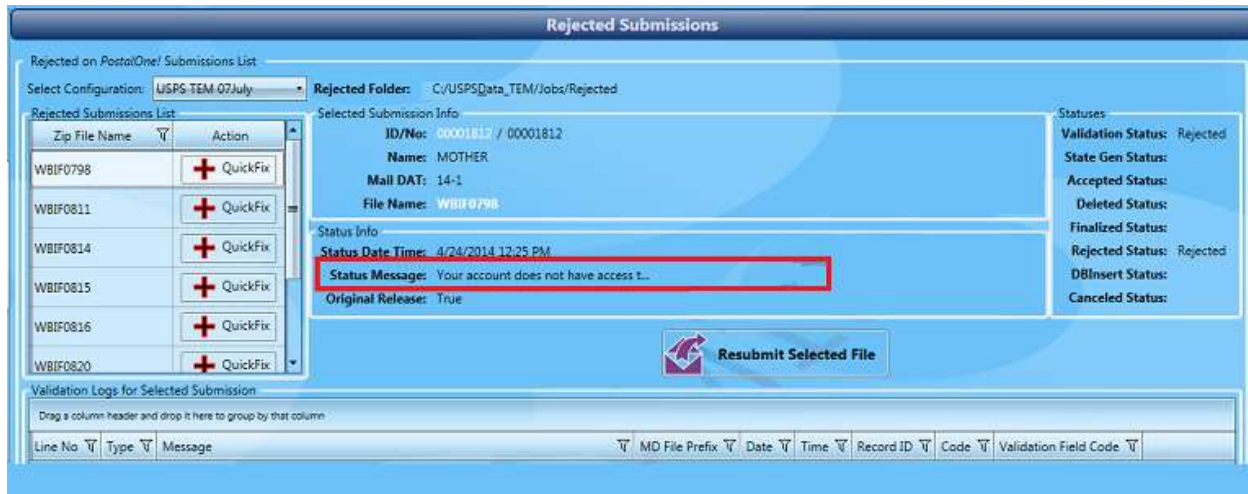 Rejected Submissions
Rejected on PostalOne! Submissions List
Select Configuration: USPS TEM 07July Rejected Folder: C:/USPSData_TEM/Jobs/Rejected
Rejected Submissions List
Zip File Name Action
WBIF0798 QuickFix
WBIF0811 QuickFix
WBIF0814 QuickFix
WBIF0815 QuickFix
WBIF0816 QuickFix
WBIF0820 QuickFix
Selected Submission Info
ID/No: 00001812 / 00001812
Name: MOTHER
Mail DAT: 14-1
File Name: WBIF0798
Status Info
Status Date Time: 4/24/2014 12:25 PM
Status Message: Your account does not have access t...
Original Release: True
Statuses
Validation Status: Rejected
State Gen Status:
Accepted Status:
Deleted Status:
Finalized Status:
Rejected Status: Rejected
DBInsert Status:
Canceled Status:
Resubmit Selected File
Validation Logs for Selected Submission
Drag a column header and drop it here to group by that column
Line No Type Message MD File Prefix Date Time Record ID Code Validation Field Code